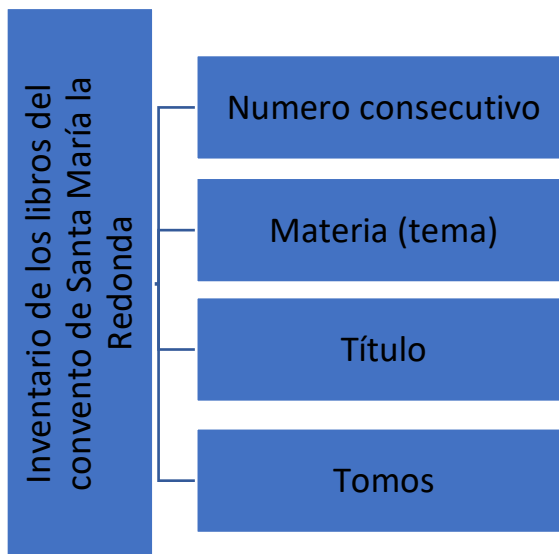 Inventario de los libros del
convento de Santa María la
Redonda
Numero consecutivo
Materia (tema)
Título
Tomos